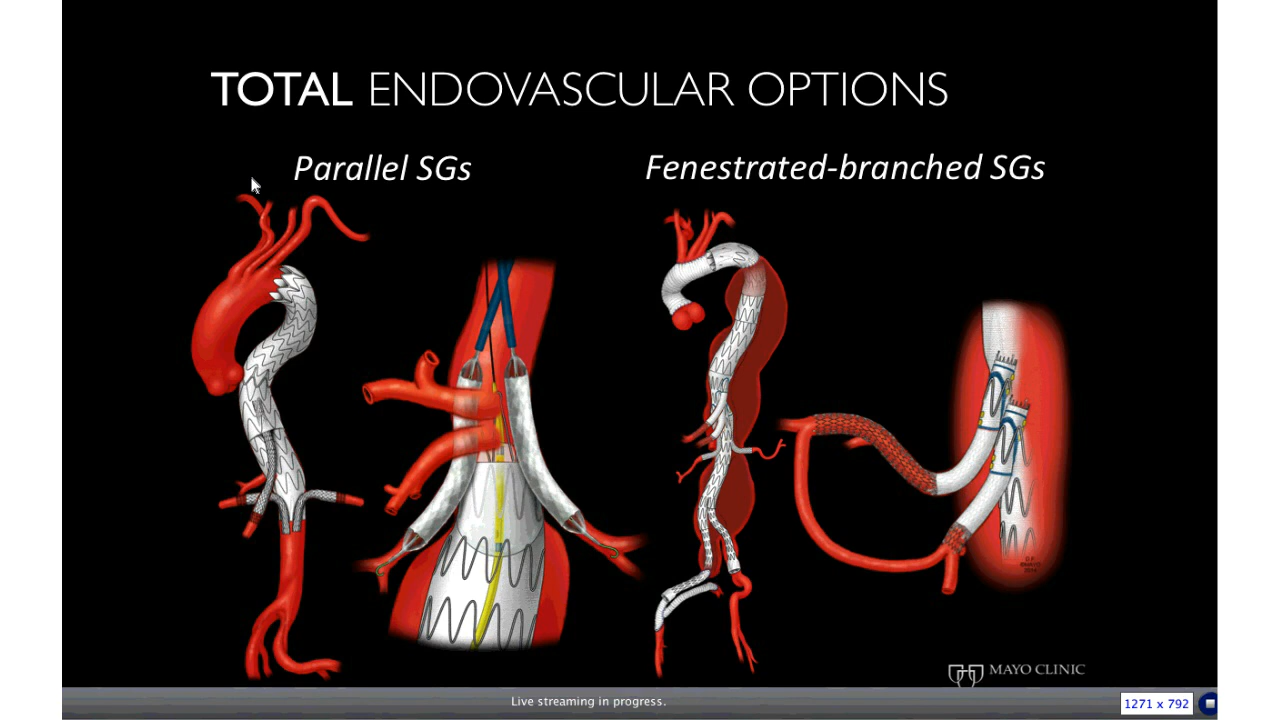 TOTAL ENDOVASCULAR OPTIONS
Parallel SGs
Fenestrated-branched SGs
MAYO CLINIC
Live streaming in progress.
1271 x 792